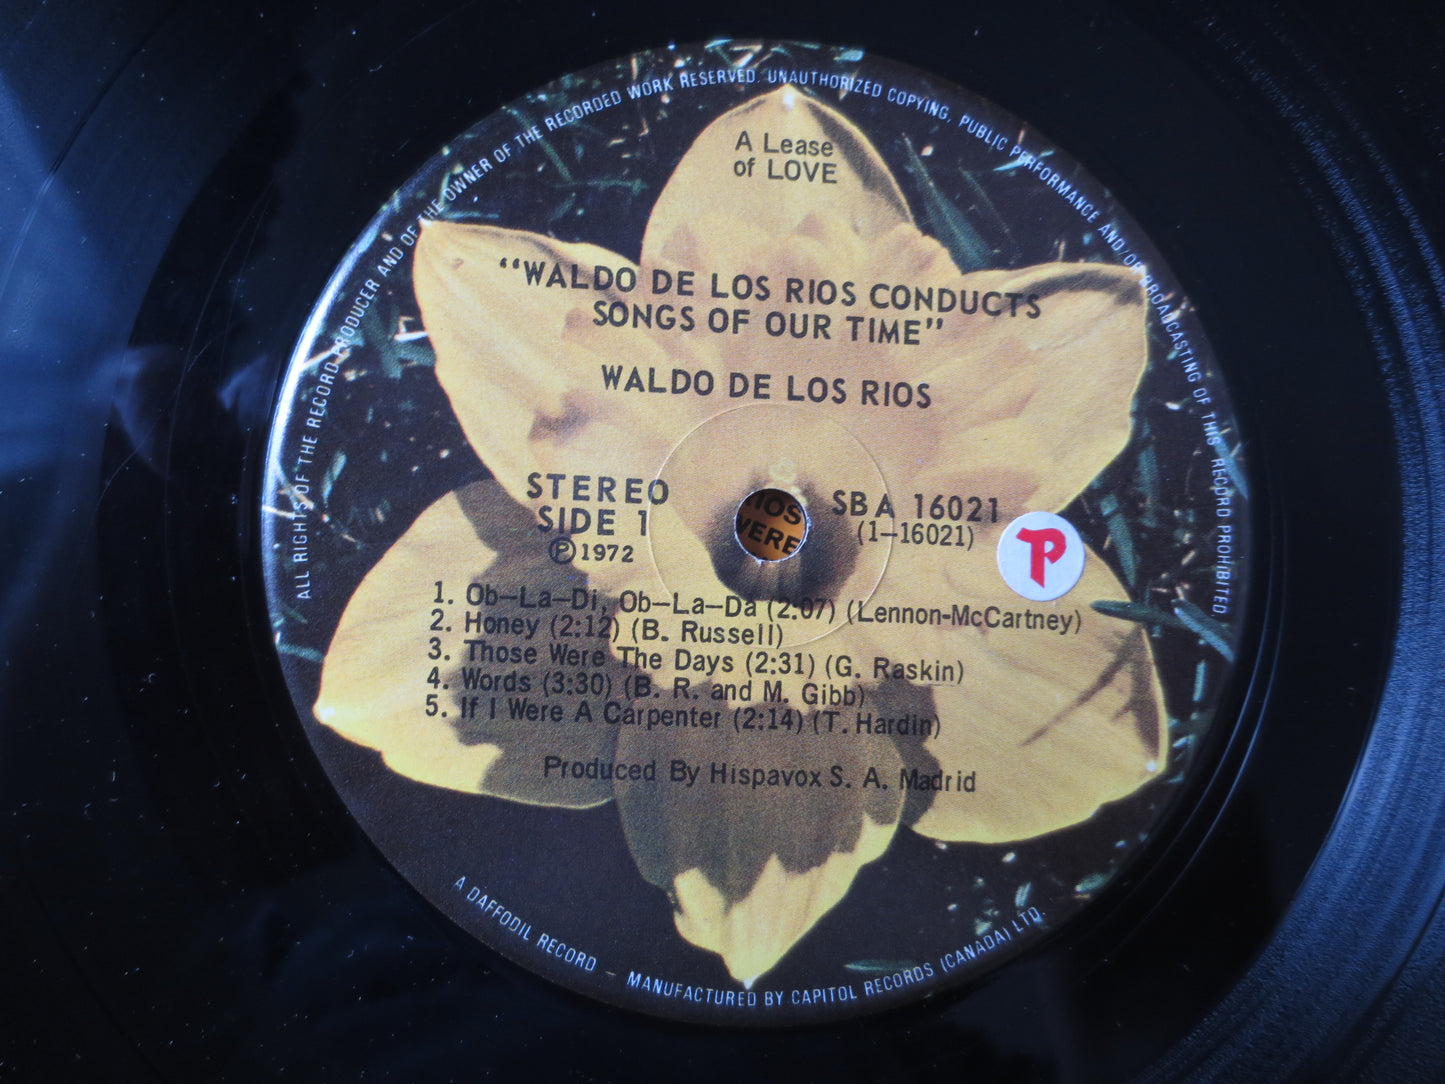 ALL RIGHTS OF THE RECORD PRODUCER AND OF THE OWNER OF THE RECORDED WORK RESERVED. UNAUTHORIZED COPYING, PUBLIC PERFORMANCE AND/OR BROADCASTING OF THIS RECORD PROHIBITED
A Lease
of LOVE
“WALDO DE LOS RIOS CONDUCTS
SONGS OF OUR TIME”
WALDO DE LOS RIOS
STEREO
SIDE 1
Ⓟ1972
RIOS
WERE
SBA 16021
(1–16021)
P
1. Ob–La–Di, Ob–La–Da (2:07) (Lennon-McCartney)
2. Honey (2:12) (B. Russell)
3. Those Were The Days (2:31) (G. Raskin)
4. Words (3:30) (B. R. and M. Gibb)
5. If I Were A Carpenter (2:14) (T. Hardin)
Produced By Hispavox S. A. Madrid
A DAFFODIL RECORD – MANUFACTURED BY CAPITOL RECORDS (CANADA) LTD.